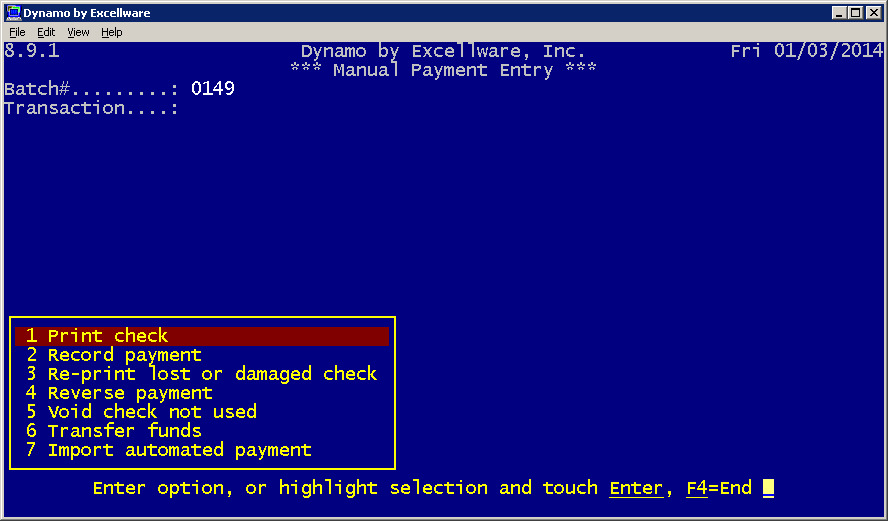 Dynamo by Excellware
File Edit View Help
8.9.1 Dynamo by Excellware, Inc. Fri 01/03/2014
*** Manual Payment Entry ***
Batch#.........: 0149
Transaction....:
1 Print check
2 Record payment
3 Re-print lost or damaged check
4 Reverse payment
5 Void check not used
6 Transfer funds
7 Import automated payment
Enter option, or highlight selection and touch Enter, F4=End